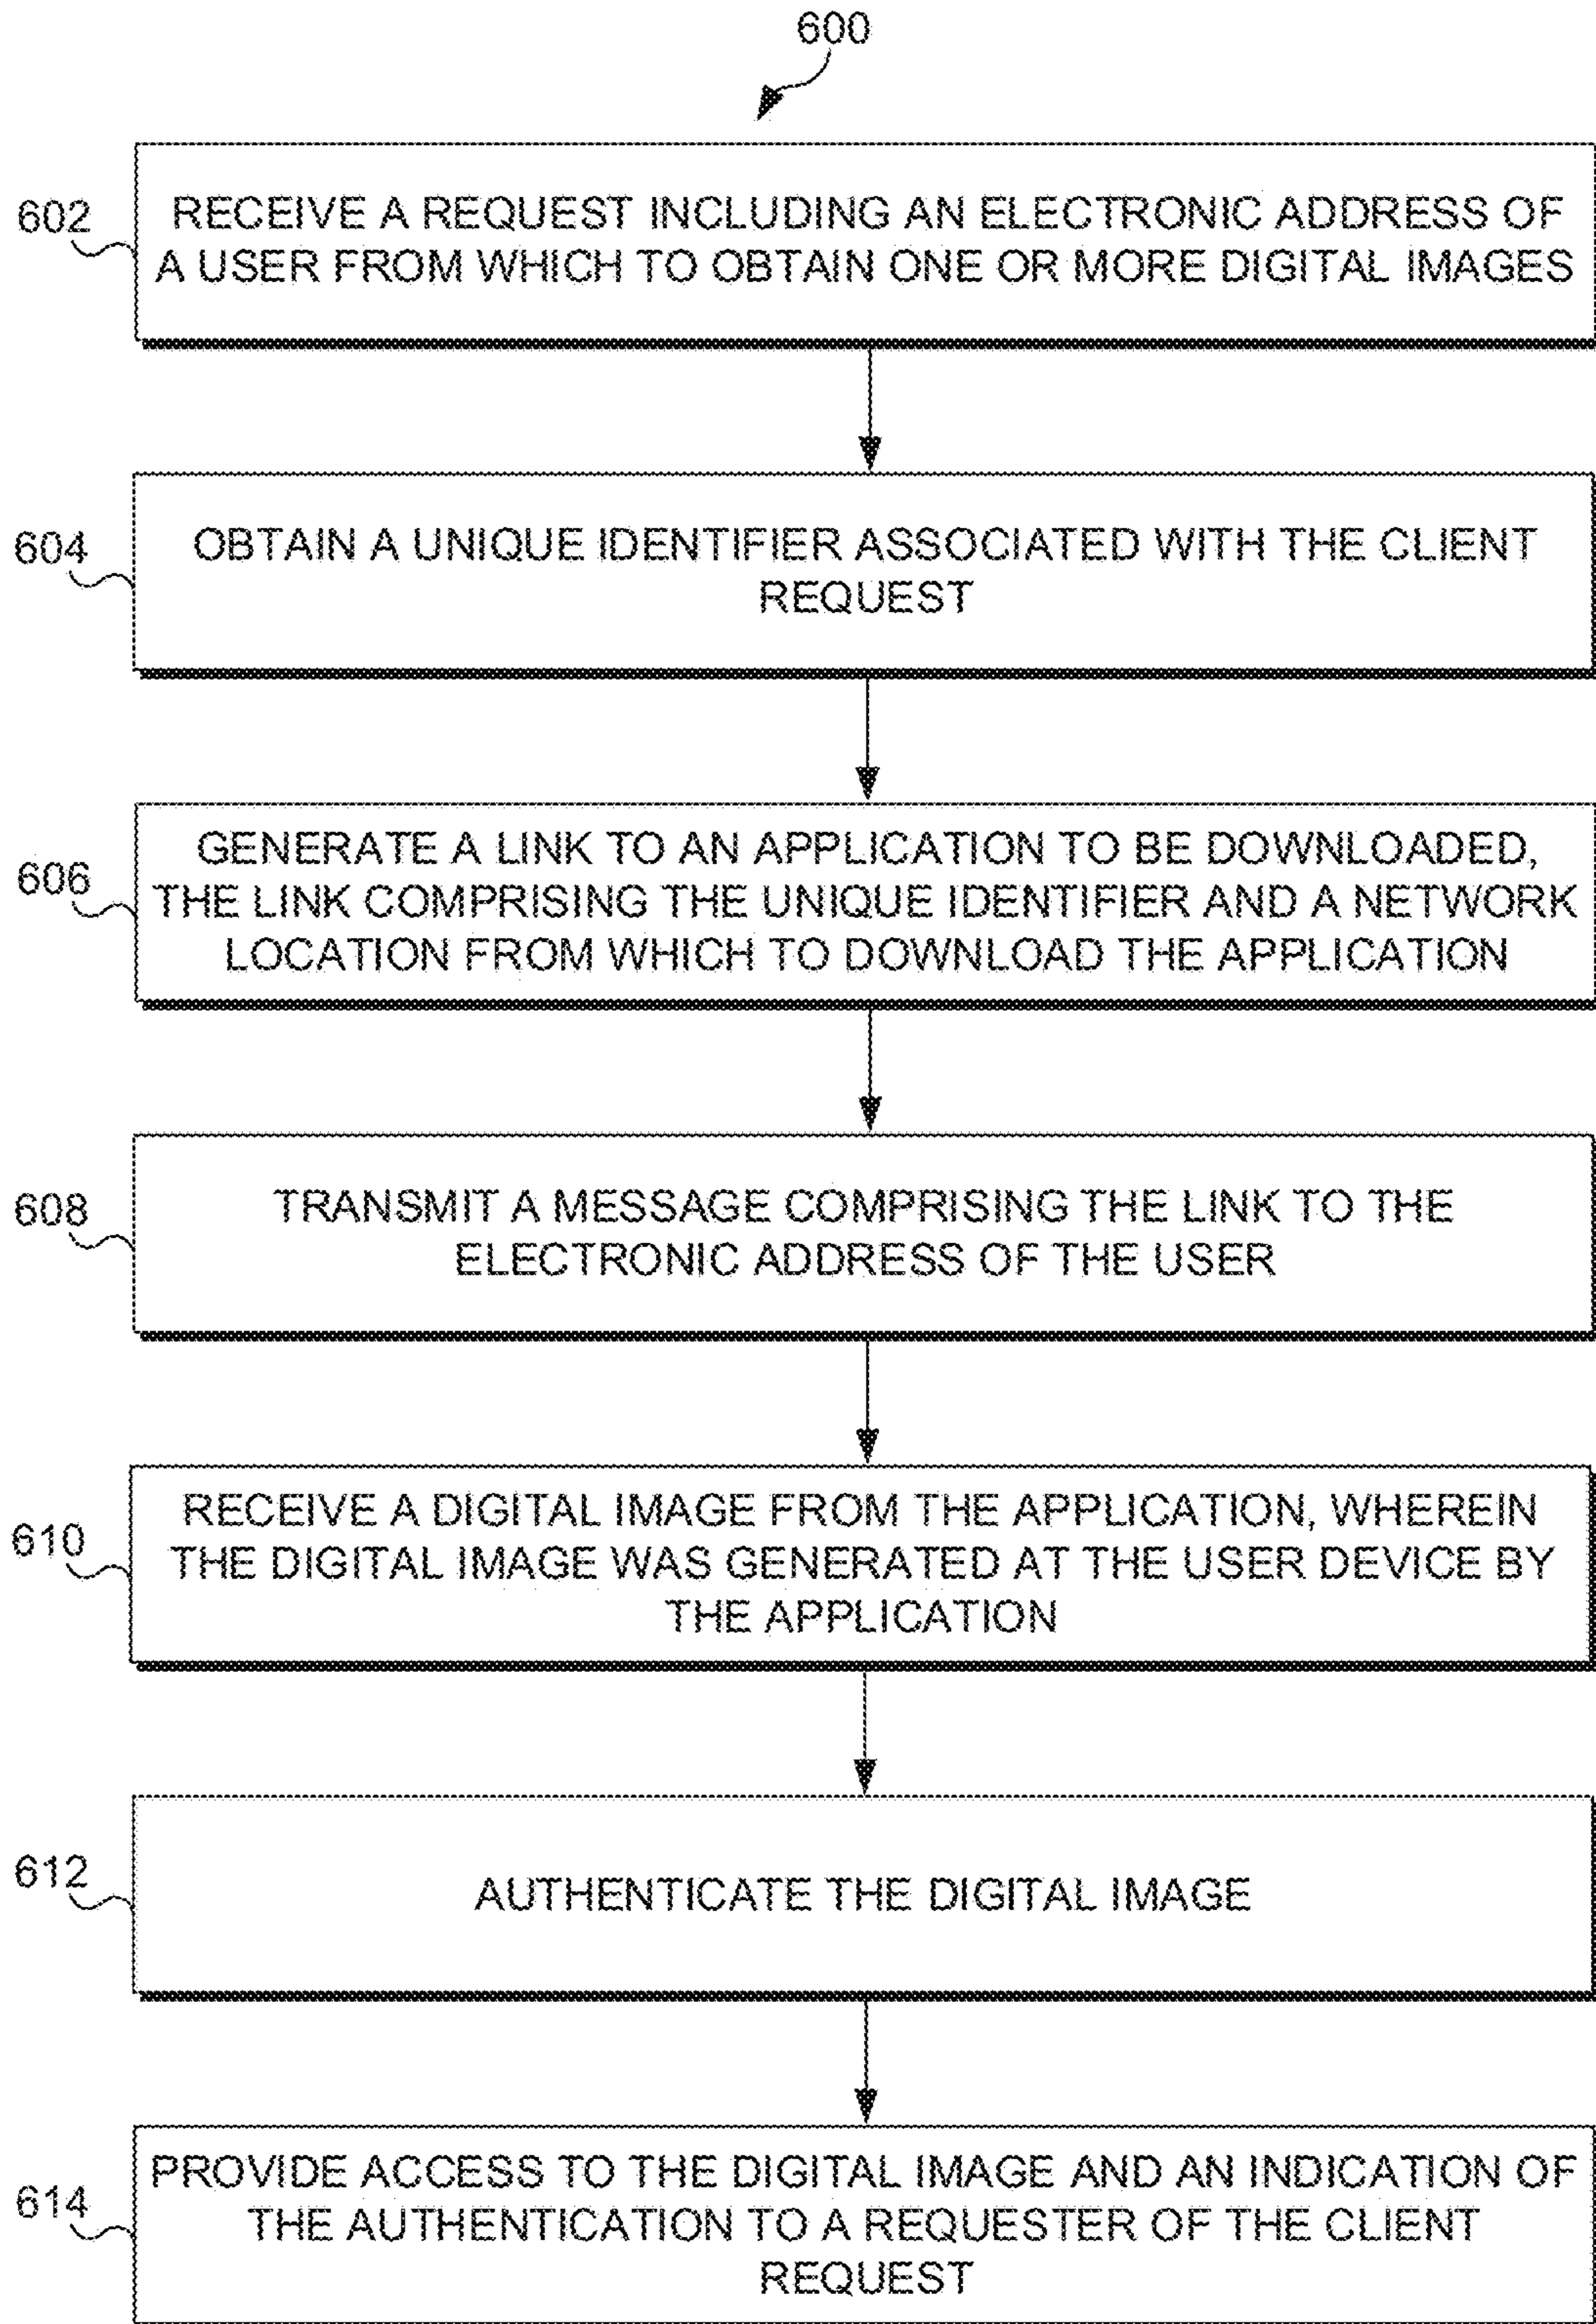 600
602
RECEIVE A REQUEST INCLUDING AN ELECTRONIC ADDRESS OF
A USER FROM WHICH TO OBTAIN ONE OR MORE DIGITAL IMAGES
604
OBTAIN A UNIQUE IDENTIFIER ASSOCIATED WITH THE CLIENT
REQUEST
606
GENERATE A LINK TO AN APPLICATION TO BE DOWNLOADED,
THE LINK COMPRISING THE UNIQUE IDENTIFIER AND A NETWORK
LOCATION FROM WHICH TO DOWNLOAD THE APPLICATION
608
TRANSMIT A MESSAGE COMPRISING THE LINK TO THE
ELECTRONIC ADDRESS OF THE USER
610
RECEIVE A DIGITAL IMAGE FROM THE APPLICATION, WHEREIN
THE DIGITAL IMAGE WAS GENERATED AT THE USER DEVICE BY
THE APPLICATION
612
AUTHENTICATE THE DIGITAL IMAGE
614
PROVIDE ACCESS TO THE DIGITAL IMAGE AND AN INDICATION OF
THE AUTHENTICATION TO A REQUESTER OF THE CLIENT
REQUEST